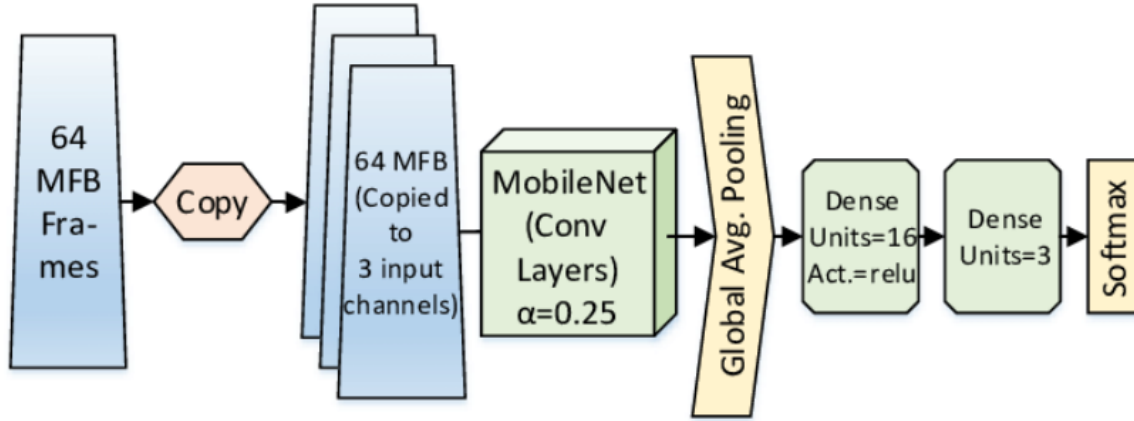 64
MFB
Fra-
mes
Copy
64 MFB
(Copied
to
3 input
channels)
MobileNet
(Conv
Layers)
α=0.25
Global Avg. Pooling
Dense
Units=16
Act.=relu
Dense
Units=3
Softmax